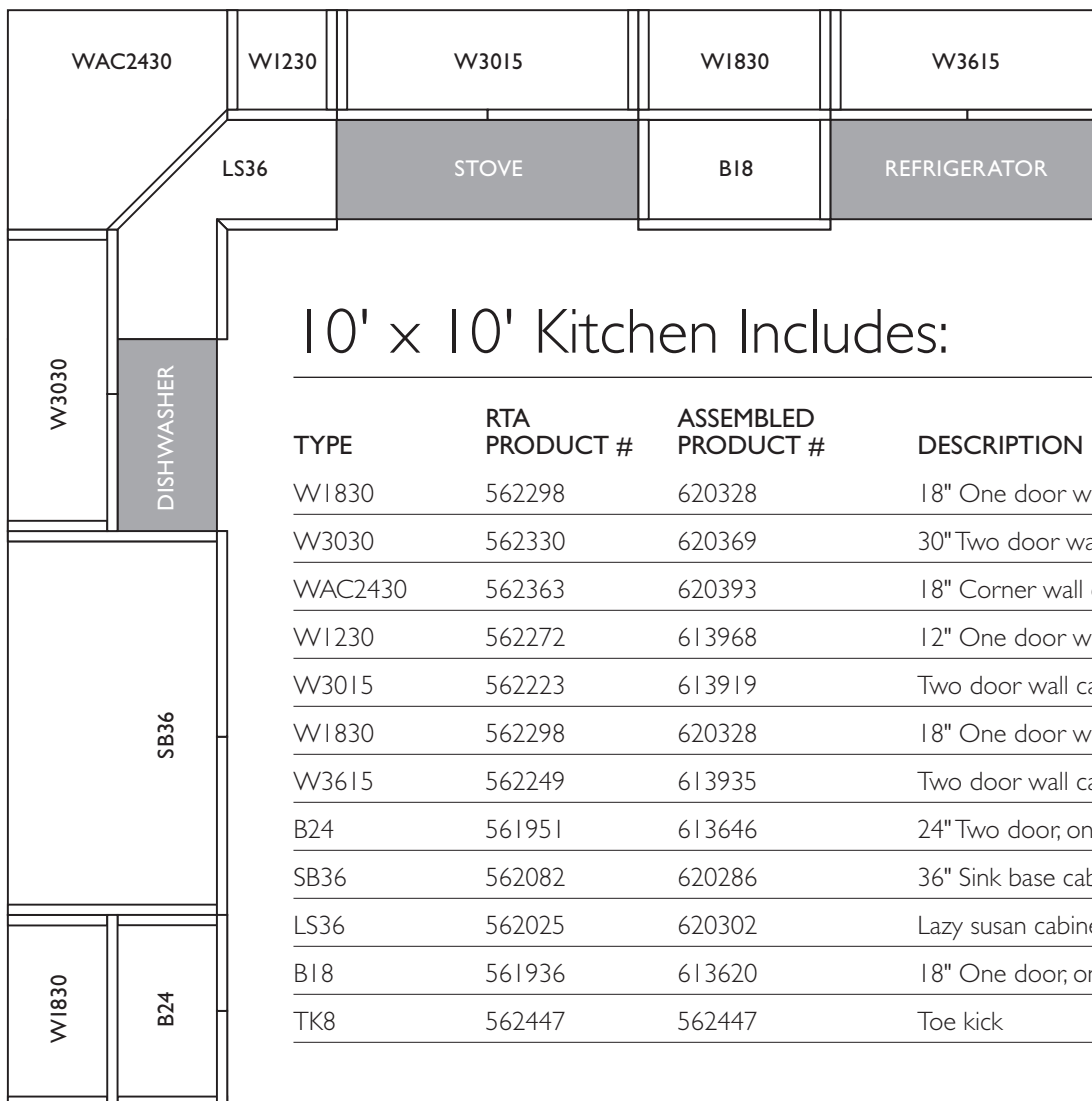 WAC2430 W1230 W3015 W1830 W3615
LS36 STOVE B18 REFRIGERATOR
W3030
DISHWASHER
SB36
W1830
B24
10' x 10' Kitchen Includes:
RTA ASSEMBLED
TYPE PRODUCT # PRODUCT # DESCRIPTION
W1830 562298 620328 18" One door w
W3030 562330 620369 30" Two door wa
WAC2430 562363 620393 18" Corner wall
W1230 562272 613968 12" One door w
W3015 562223 613919 Two door wall ca
W1830 562298 620328 18" One door w
W3615 562249 613935 Two door wall ca
B24 561951 613646 24" Two door, on
SB36 562082 620286 36" Sink base cab
LS36 562025 620302 Lazy susan cabine
B18 561936 613620 18" One door, or
TK8 562447 562447 Toe kick